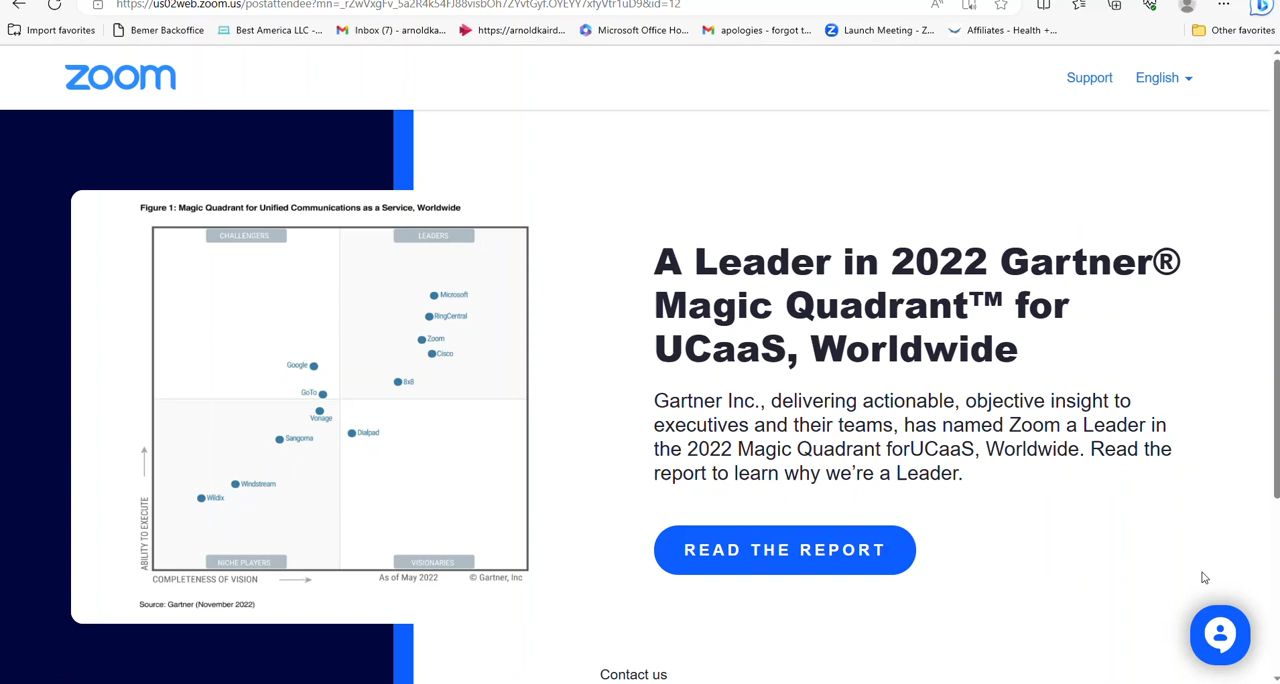 Import favorites
Bemer Backoffice
Best America LLC -...
Inbox (7) - arnoldka...
https://arnoldkaird...
Microsoft Office Ho...
apologies - forgot t...
Launch Meeting - Z...
Affiliates - Health +...
Other favorites
zoom
Support
English
Figure 1: Magic Quadrant for Unified Communications as a Service, Worldwide
CHALLENGERS
LEADERS
Microsoft
RingCentral
Zoom
Cisco
Google
8x8
GoTo
Vonage
Dialpad
Sangoma
Windstream
Wildix
ABILITY TO EXECUTE
NICHE PLAYERS
VISIONARIES
COMPLETENESS OF VISION
As of May 2022
© Gartner, Inc
Source: Gartner (November 2022)
A Leader in 2022 Gartner®
Magic Quadrant™ for
UCaaS, Worldwide
Gartner Inc., delivering actionable, objective insight to
executives and their teams, has named Zoom a Leader in
the 2022 Magic Quadrant forUCaaS, Worldwide. Read the
report to learn why we’re a Leader.
READ THE REPORT
Contact us